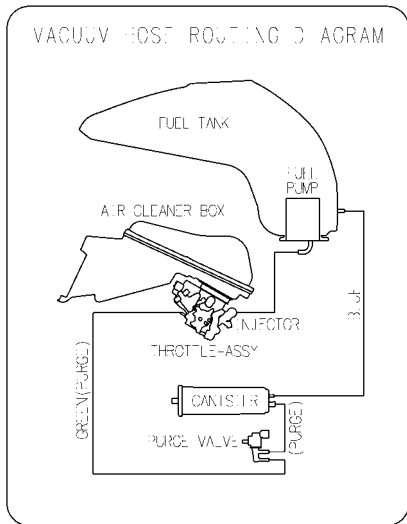 VACUUV HOSE ROUTING DIAGRAM
FUEL TANK
FUEL
PUMP
AIR CLEANER BOX
INJECTOR
THROTTLE-ASSY
GREEN(PURGE)
CANISTER
(PURGE)
PURGE VALVE